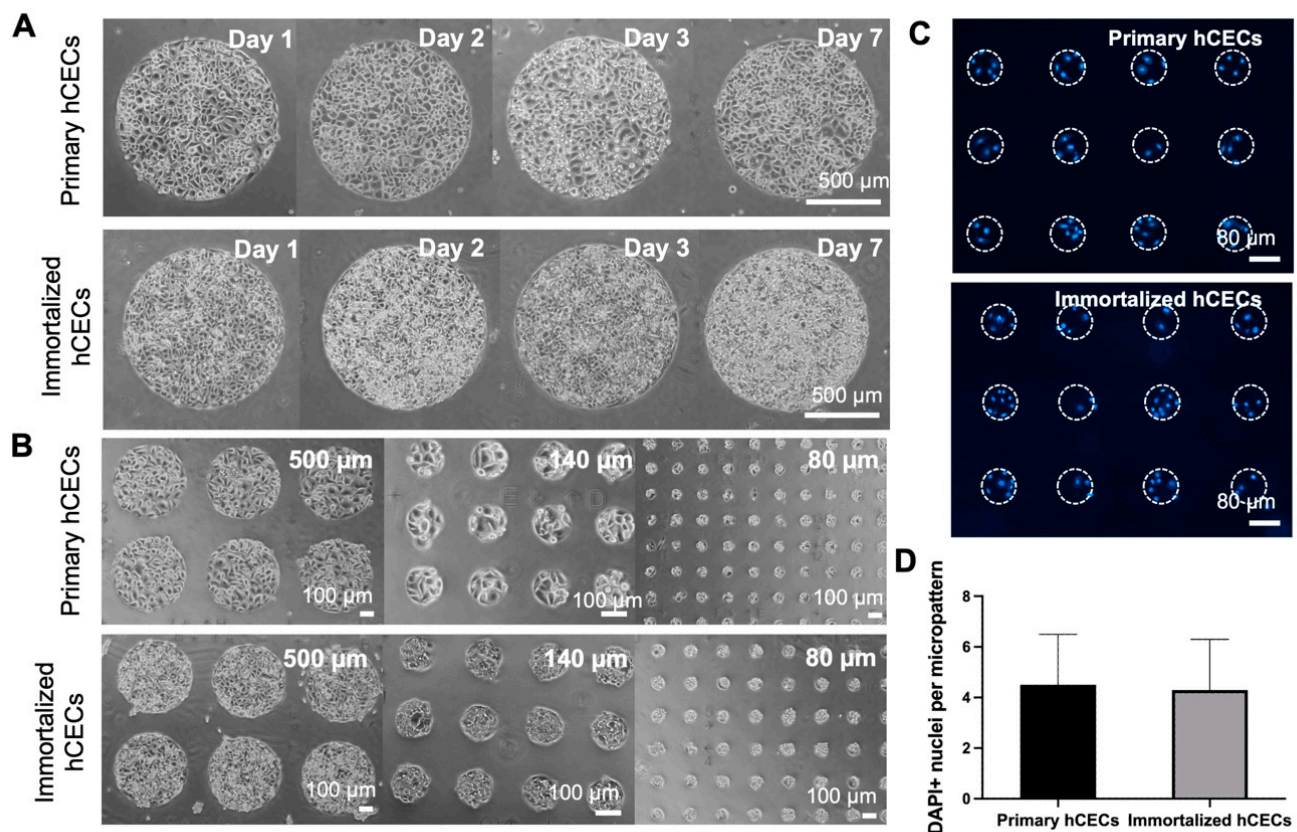 A
Primary hCECs
Day 1
Day 2
Day 3
Day 7
500 µm
Immortalized
hCECs
Day 1
Day 2
Day 3
Day 7
500 µm
B
Primary hCECs
500 µm
140 µm
80 µm
100 µm
100 µm
100 µm
Immortalized
hCECs
500 µm
140 µm
80 µm
100 µm
100 µm
100 µm
C
Primary hCECs
80 µm
Immortalized hCECs
80 µm
D
DAPI+ nuclei per micropattern
8
6
4
2
0
Primary hCECs
Immortalized hCECs